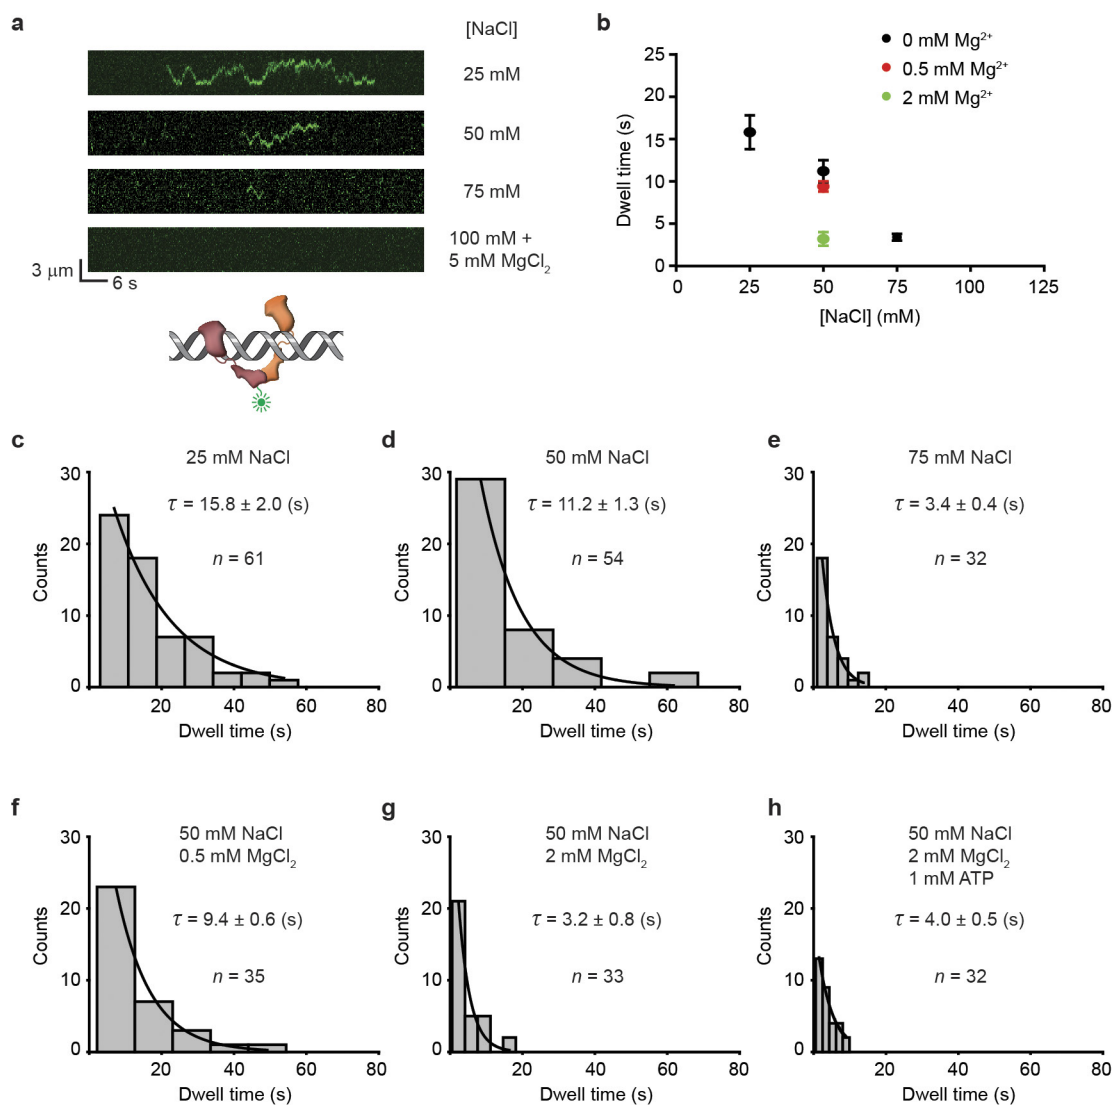 a
[NaCl]
25 mM
50 mM
75 mM
100 mM +
5 mM MgCl₂
3 μm
6 s
b
0 mM Mg²⁺
0.5 mM Mg²⁺
2 mM Mg²⁺
Dwell time (s)
25
20
15
10
5
0
0 25 50 75 100 125
[NaCl] (mM)
c
25 mM NaCl
τ = 15.8 ± 2.0 (s)
n = 61
Counts
30
20
10
0
20 40 60 80
Dwell time (s)
d
50 mM NaCl
τ = 11.2 ± 1.3 (s)
n = 54
Counts
30
20
10
0
20 40 60 80
Dwell time (s)
e
75 mM NaCl
τ = 3.4 ± 0.4 (s)
n = 32
Counts
30
20
10
0
20 40 60 80
Dwell time (s)
f
50 mM NaCl
0.5 mM MgCl₂
τ = 9.4 ± 0.6 (s)
n = 35
Counts
30
20
10
0
20 40 60 80
Dwell time (s)
g
50 mM NaCl
2 mM MgCl₂
τ = 3.2 ± 0.8 (s)
n = 33
Counts
30
20
10
0
20 40 60 80
Dwell time (s)
h
50 mM NaCl
2 mM MgCl₂
1 mM ATP
τ = 4.0 ± 0.5 (s)
n = 32
Counts
30
20
10
0
20 40 60 80
Dwell time (s)